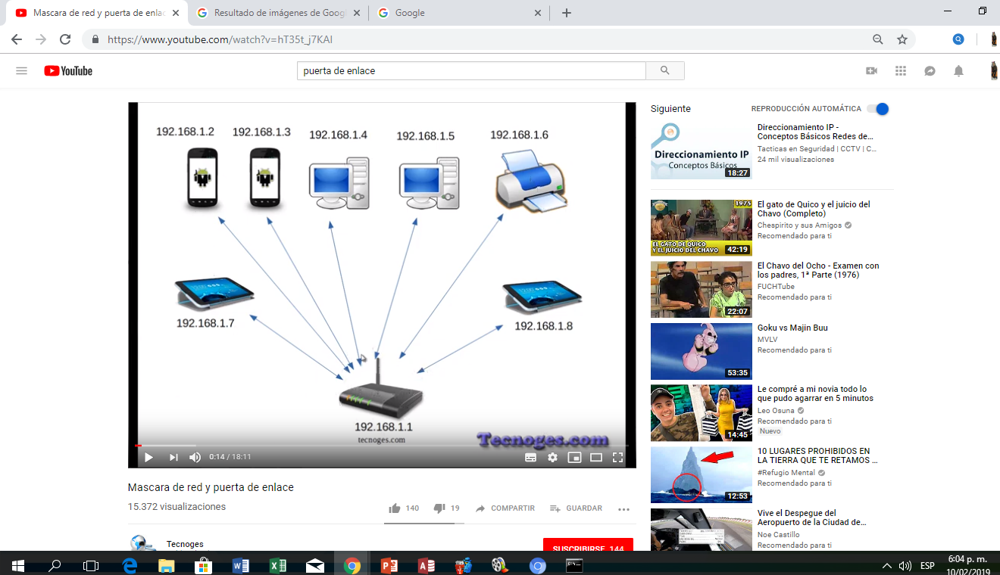 Mascara de red y puerta de enlac
Resultado de imágenes de Goog
Google
https://www.youtube.com/watch?v=hT35t_j7KAI
YouTube
puerta de enlace
192.168.1.2
192.168.1.3
192.168.1.4
192.168.1.5
192.168.1.6
192.168.1.7
192.168.1.8
192.168.1.1
tecnoges.com
Tecnoges.com
0:14 / 18:11
Mascara de red y puerta de enlace
15.372 visualizaciones
140
19
COMPARTIR
GUARDAR
Tecnoges
SUSCRIBIRSE 144
Siguiente
REPRODUCCIÓN AUTOMÁTICA
Direccionamiento IP
Conceptos Básicos
18:27
Direccionamiento IP -
Conceptos Básicos Redes de...
Tacticas en Seguridad | CCTV | C...
24 mil visualizaciones
1975
EL GATO DE QUICO
Y EL JUICIO DEL CHAVO
42:19
El gato de Quico y el juicio del
Chavo (Completo)
Chespirito y sus Amigos
Recomendado para ti
22:07
El Chavo del Ocho - Examen con
los padres, 1ª Parte (1976)
FUCHTube
Recomendado para ti
53:35
Goku vs Majin Buu
MVLV
Recomendado para ti
14:45
Le compré a mi novia todo lo
que pudo agarrar en 5 minutos
Leo Osuna
Recomendado para ti
Nuevo
12:53
10 LUGARES PROHIBIDOS EN
LA TIERRA QUE TE RETAMOS ...
#Refugio Mental
Recomendado para ti
Vive el Despegue del
Aeropuerto de la Ciudad de...
Noe Castillo
Recomendado para ti
ESP
6:04 p. m.
10/02/2019